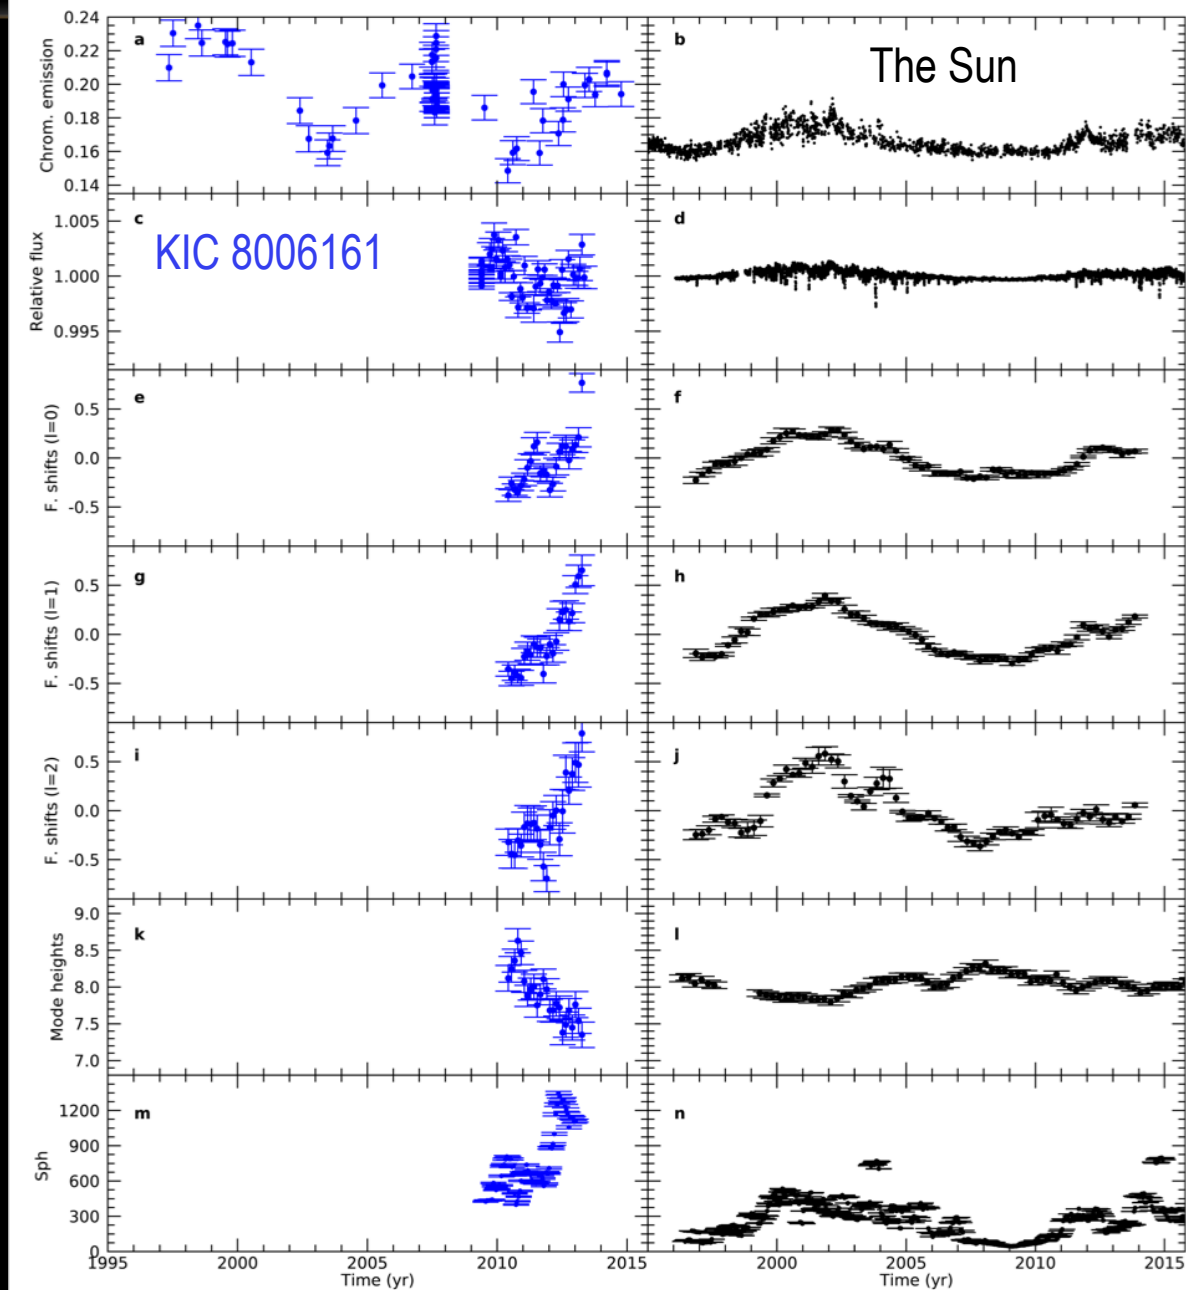 a
b
The Sun
Chrom. emission
0.24
0.22
0.20
0.18
0.16
0.14
c
d
KIC 8006161
Relative flux
1.005
1.000
0.995
e
f
F. shifts (l=0)
0.5
0.0
-0.5
g
h
F. shifts (l=1)
0.5
0.0
-0.5
i
j
F. shifts (l=2)
0.5
0.0
-0.5
k
l
Mode heights
9.0
8.5
8.0
7.5
7.0
m
n
Sph
1200
900
600
300
0
1995 2000 2005 2010 2015 2000 2005 2010 2015
Time (yr) Time (yr)